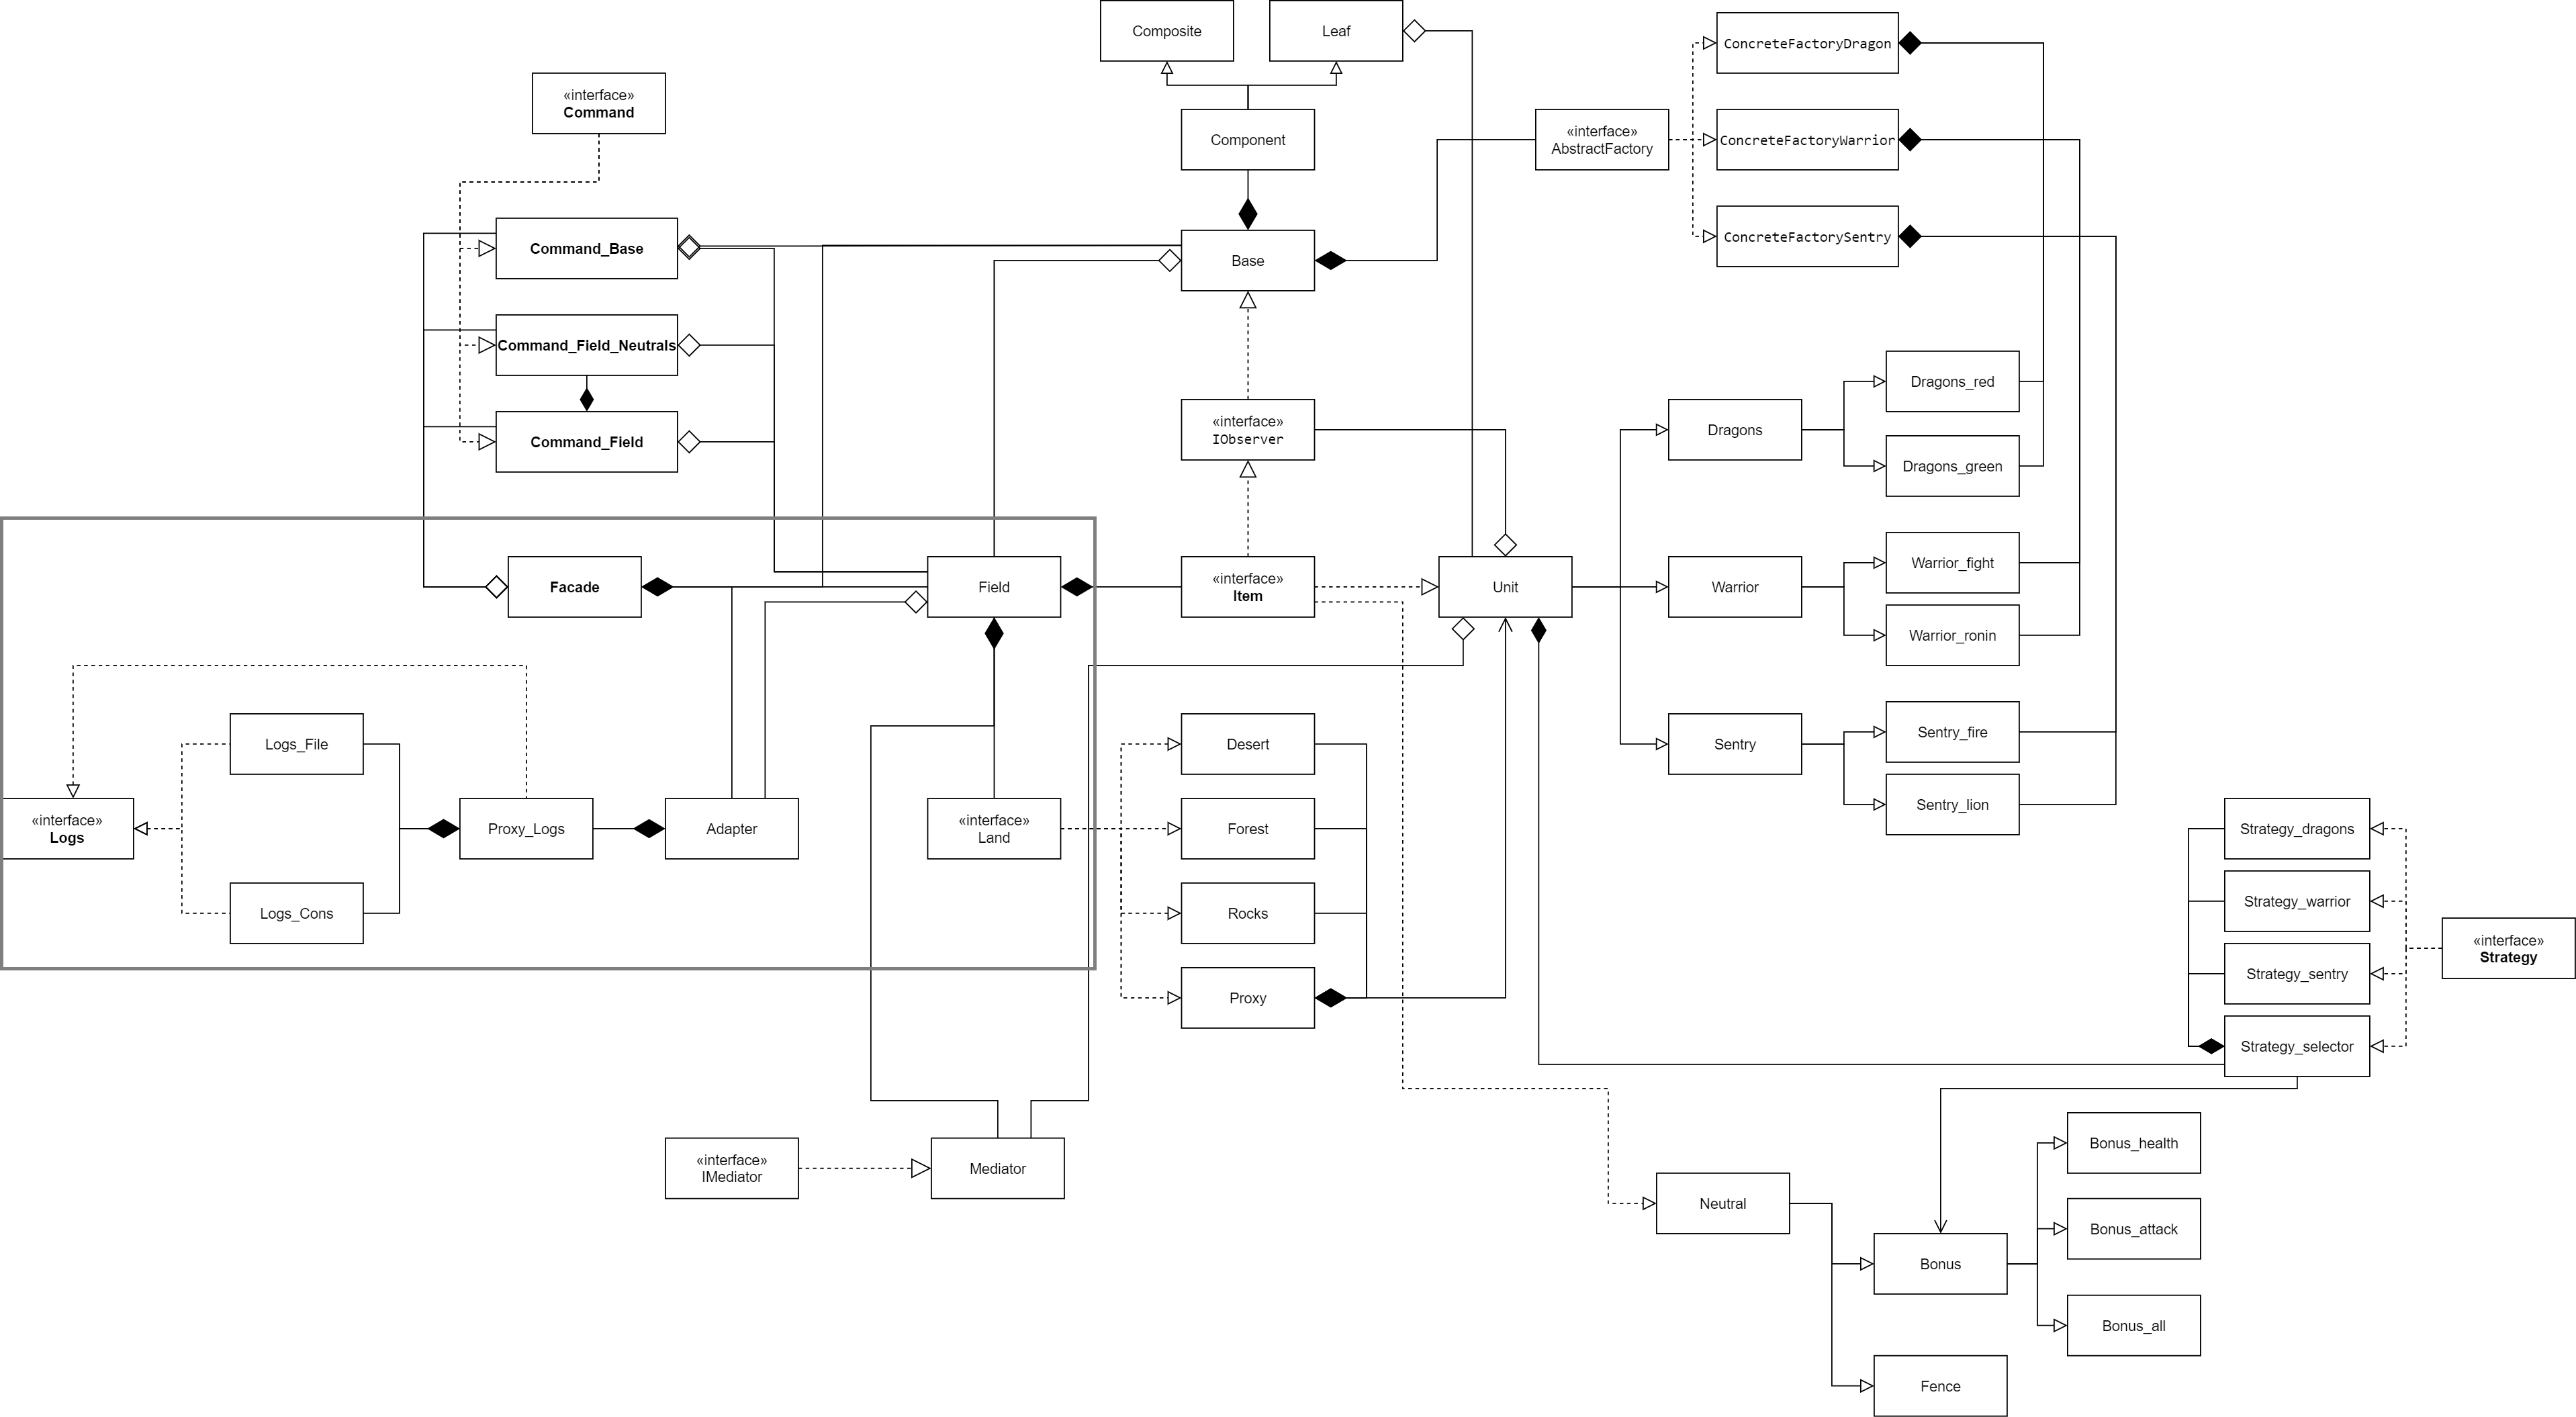 Composite
Leaf
ConcreteFactoryDragon
«interface»
Command
Component
«interface»
AbstractFactory
ConcreteFactoryWarrior
Command_Base
Base
ConcreteFactorySentry
Command_Field_Neutrals
Dragons_red
Command_Field
«interface»
IObserver
Dragons
Dragons_green
Facade
Field
«interface»
Item
Unit
Warrior
Warrior_fight
Warrior_ronin
Logs_File
Desert
Sentry
Sentry_fire
Sentry_lion
«interface»
Logs
Proxy_Logs
Adapter
«interface»
Land
Forest
Strategy_dragons
Logs_Cons
Rocks
Strategy_warrior
«interface»
Strategy
Strategy_sentry
Proxy
Strategy_selector
«interface»
IMediator
Mediator
Bonus_health
Neutral
Bonus_attack
Bonus
Bonus_all
Fence